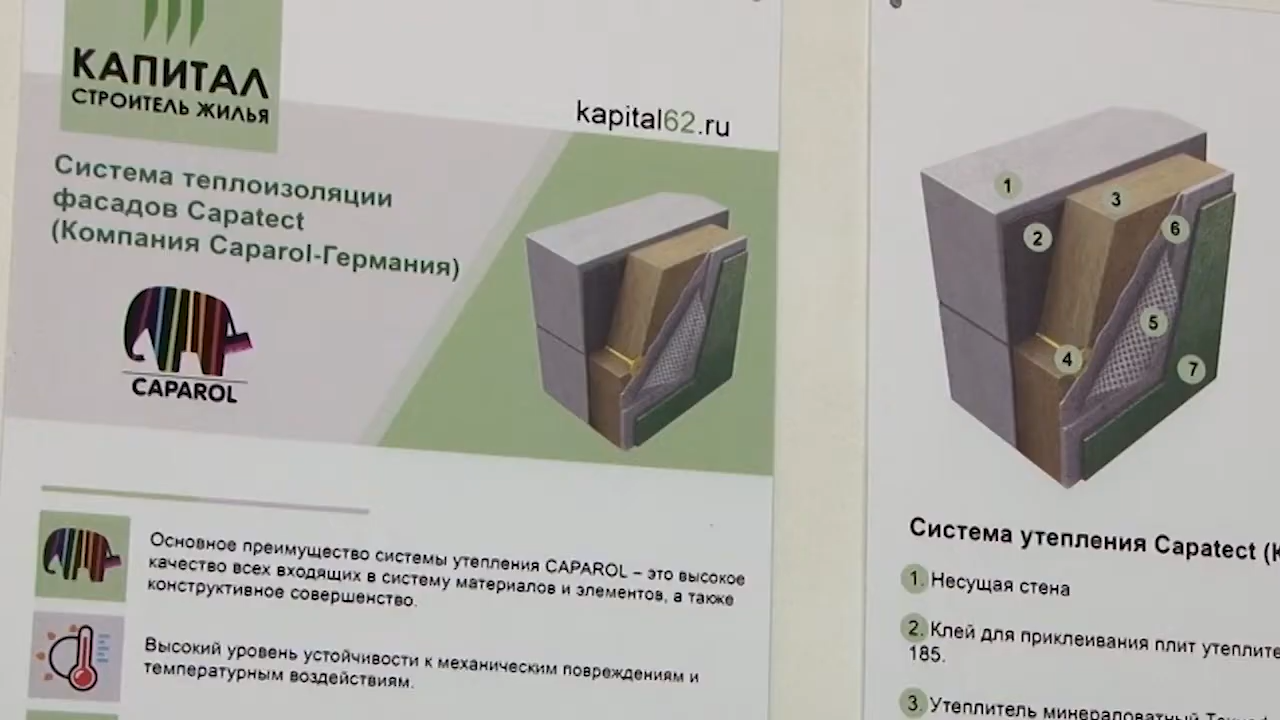 КАПИТАЛ
СТРОИТЕЛЬ ЖИЛЬЯ
kapital62.ru
Система теплоизоляции
фасадов Capatect
(Компания Caparol-Германия)
CAPAROL
Основное преимущество системы утепления CAPAROL – это высокое
качество всех входящих в систему материалов и элементов, а также
конструктивное совершенство.
Высокий уровень устойчивости к механическим повреждениям и
температурным воздействиям.
1
2
3
6
5
4
7
Система утепления Capatect (К
1. Несущая стена
2. Клей для приклеивания плит утеплите
185.
3. Утеплитель минераловатный